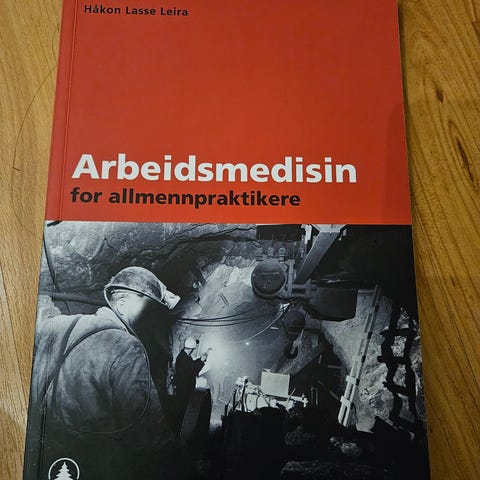 Håkon Lasse Leira
Arbeidsmedisin
for allmennpraktikere